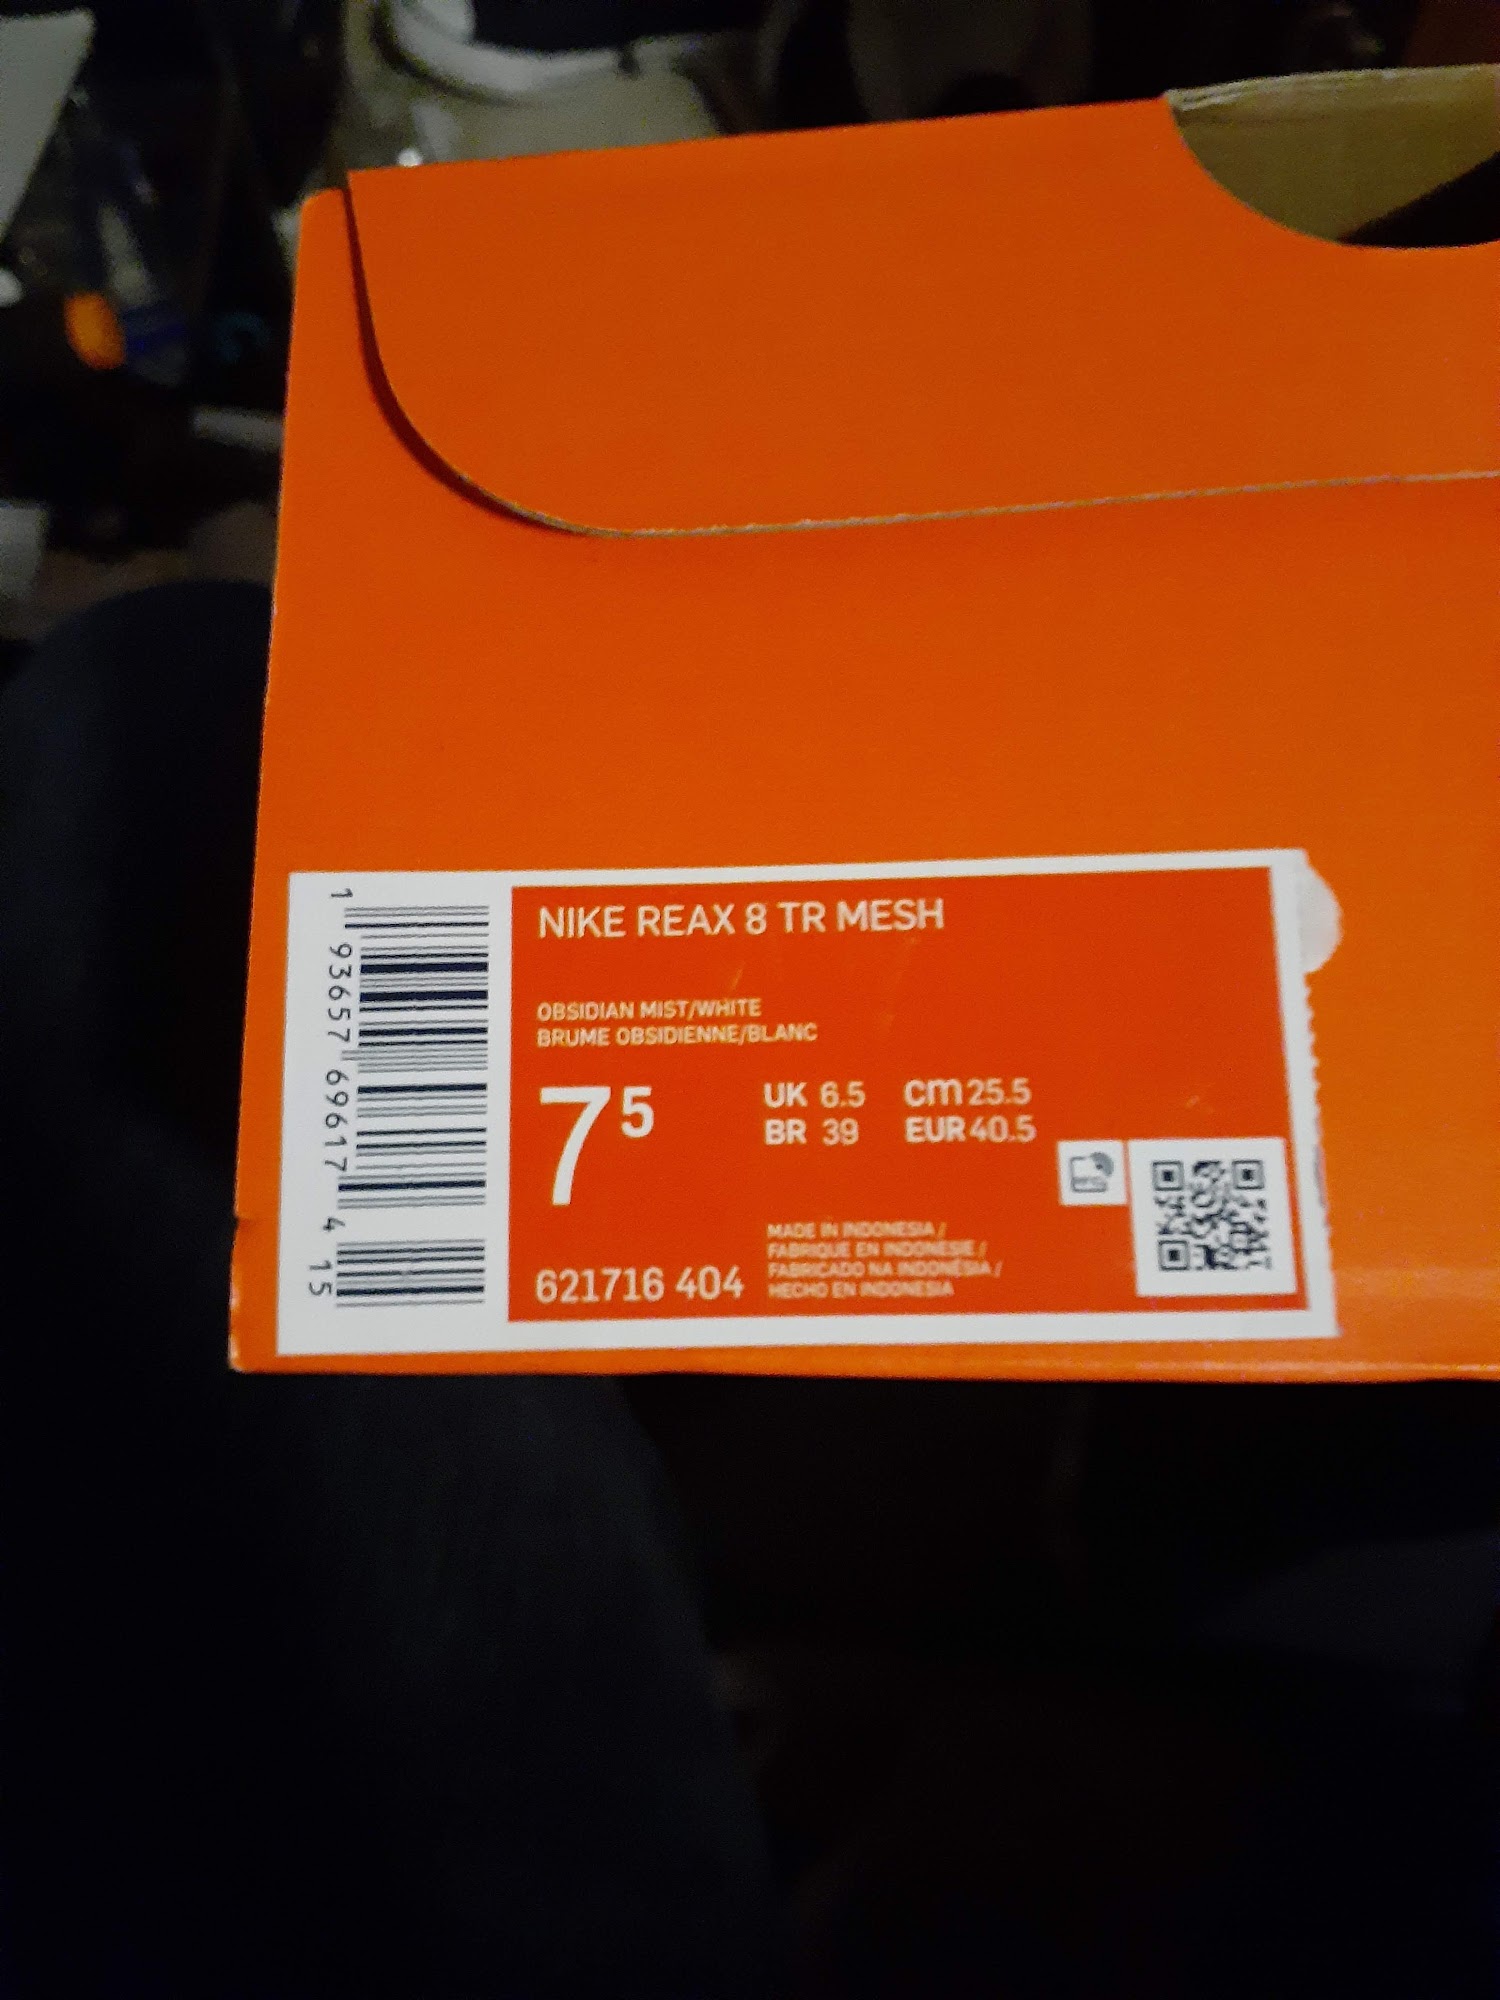 NIKE REAX 8 TR MESH
OBSIDIAN MIST/WHITE
BRUME OBSIDIENNE/BLANC
7 5
UK 6.5 cm 25.5
BR 39 EUR 40.5
621716 404
MADE IN INDONESIA /
FABRIQUE EN INDONESIE /
FABRICADO NA INDONÉSIA /
HECHO EN INDONESIA
1 93657 69617 4 15